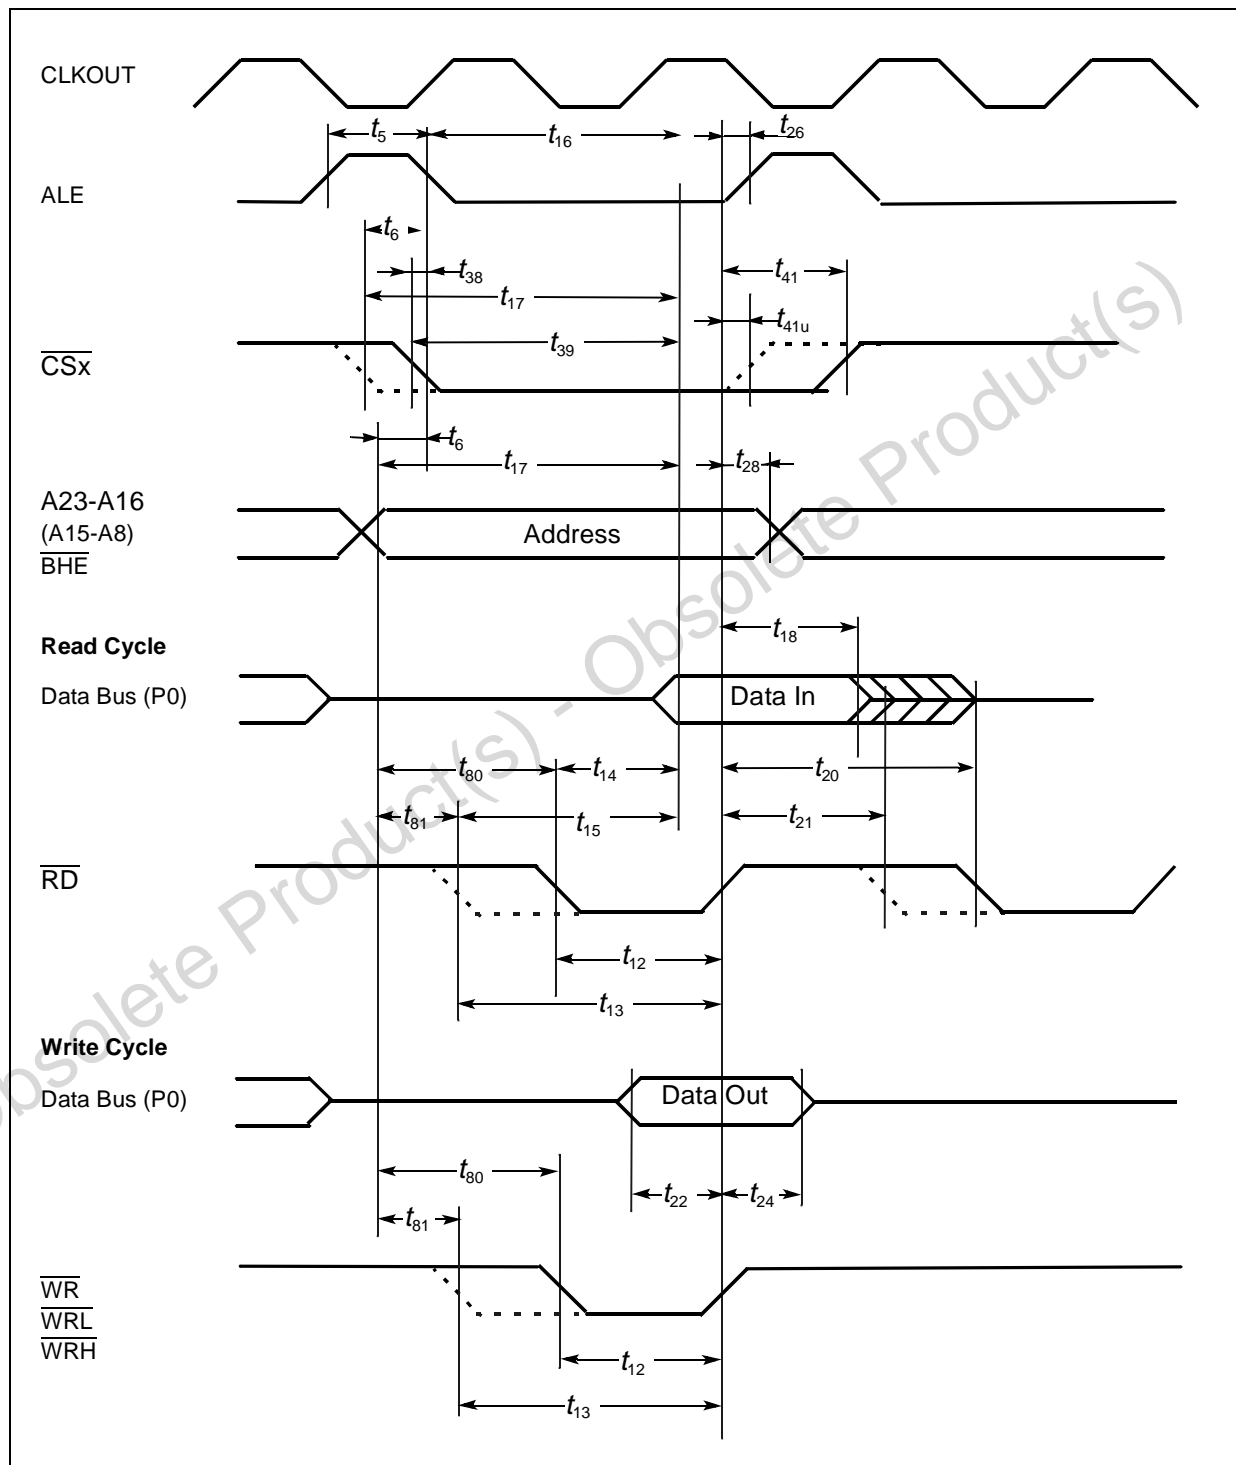 CLKOUT
t5
t16
t26
ALE
t6
t38
t41
t17
t41u
t39
CSx
t6
t17
t28
A23-A16
(A15-A8)
Address
BHE
t18
Read Cycle
Data Bus (P0)
Data In
t80
t14
t20
t81
t15
t21
RD
t12
t13
Write Cycle
Data Bus (P0)
Data Out
t80
t22
t24
t81
WR
WRL
WRH
t12
t13
Obsolete Product(s) - Obsolete Product(s)